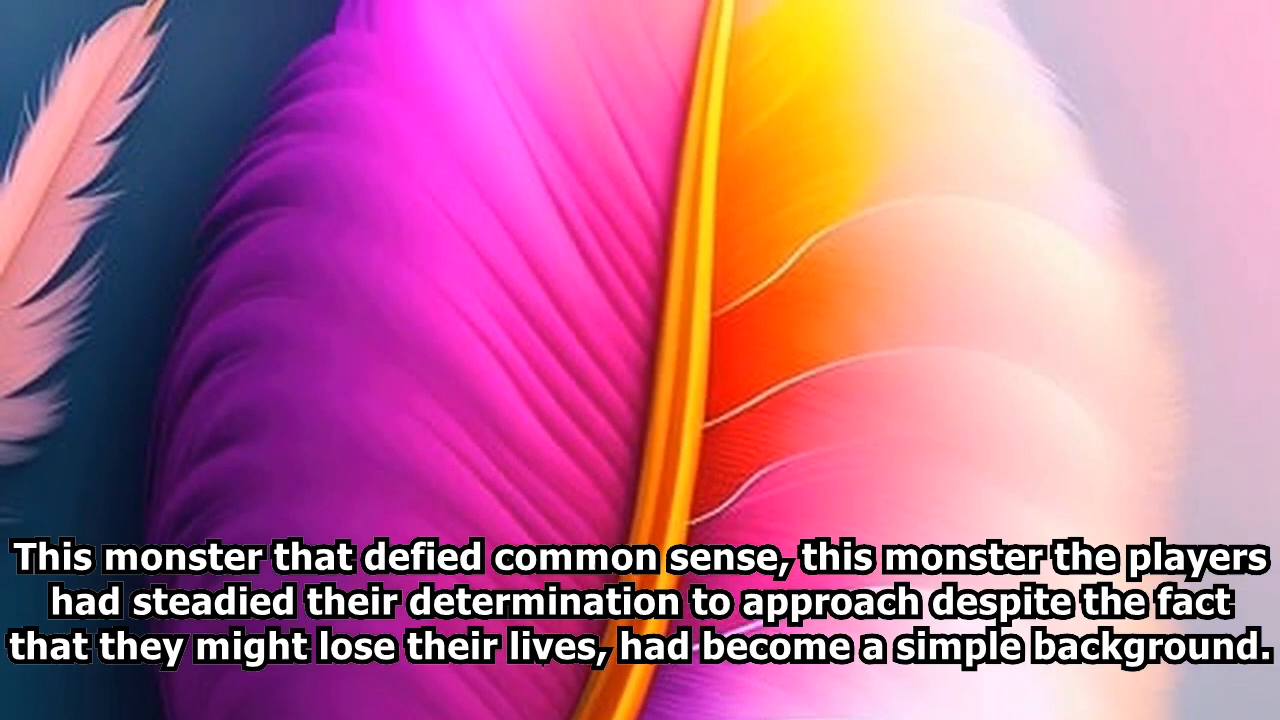 This monster that defied common sense, this monster the players
had steadied their determination to approach despite the fact
that they might lose their lives, had become a simple background.